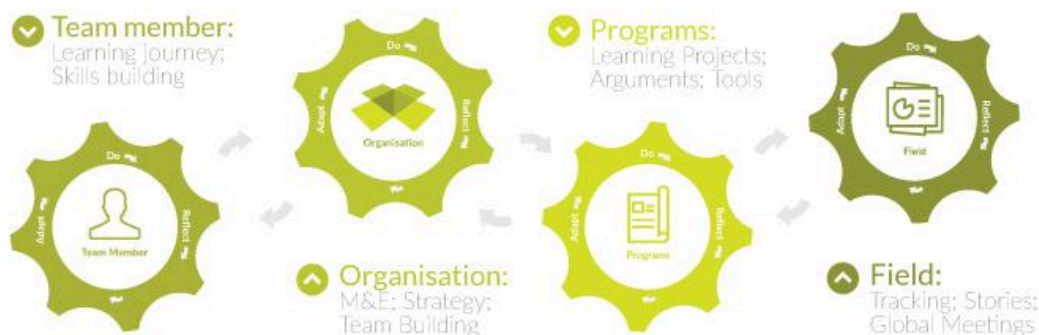 Team member:
Learning journey;
Skills building
Programs:
Learning Projects;
Arguments; Tools
Do
Reflect
Adapt
Team Member
Do
Reflect
Adapt
Organisation
Do
Reflect
Adapt
Programs
Do
Reflect
Adapt
Field
Organisation:
M&E; Strategy;
Team Building
Field:
Tracking; Stories;
Global Meetings